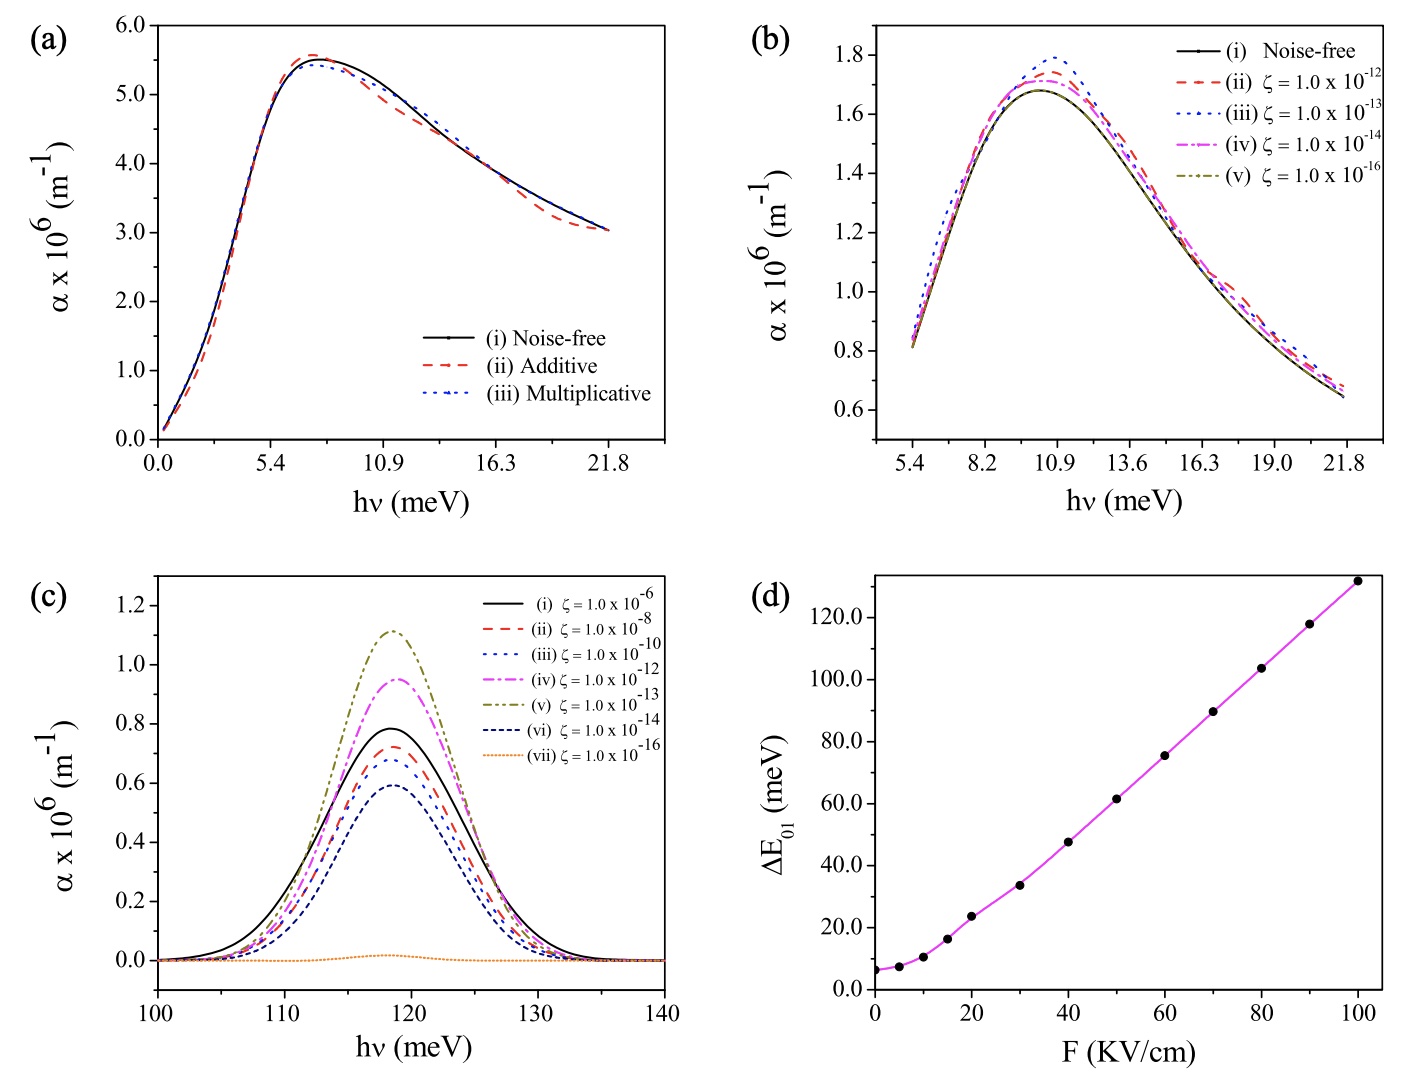 (a)
6.0
5.0
4.0
3.0
2.0
1.0
0.0
α x 10⁶ (m⁻¹)
(i) Noise-free
(ii) Additive
(iii) Multiplicative
0.0 5.4 10.9 16.3 21.8
hν (meV)
(b)
1.8
1.6
1.4
1.2
1.0
0.8
0.6
α x 10⁶ (m⁻¹)
(i) Noise-free
(ii) ζ = 1.0 x 10⁻¹²
(iii) ζ = 1.0 x 10⁻¹³
(iv) ζ = 1.0 x 10⁻¹⁴
(v) ζ = 1.0 x 10⁻¹⁶
5.4 8.2 10.9 13.6 16.3 19.0 21.8
hν (meV)
(c)
1.2
1.0
0.8
0.6
0.4
0.2
0.0
α x 10⁶ (m⁻¹)
(i) ζ = 1.0 x 10⁻⁶
(ii) ζ = 1.0 x 10⁻⁸
(iii) ζ = 1.0 x 10⁻¹⁰
(iv) ζ = 1.0 x 10⁻¹²
(v) ζ = 1.0 x 10⁻¹³
(vi) ζ = 1.0 x 10⁻¹⁴
(vii) ζ = 1.0 x 10⁻¹⁶
100 110 120 130 140
hν (meV)
(d)
120.0
100.0
80.0
60.0
40.0
20.0
0.0
ΔE₀₁ (meV)
0 20 40 60 80 100
F (KV/cm)